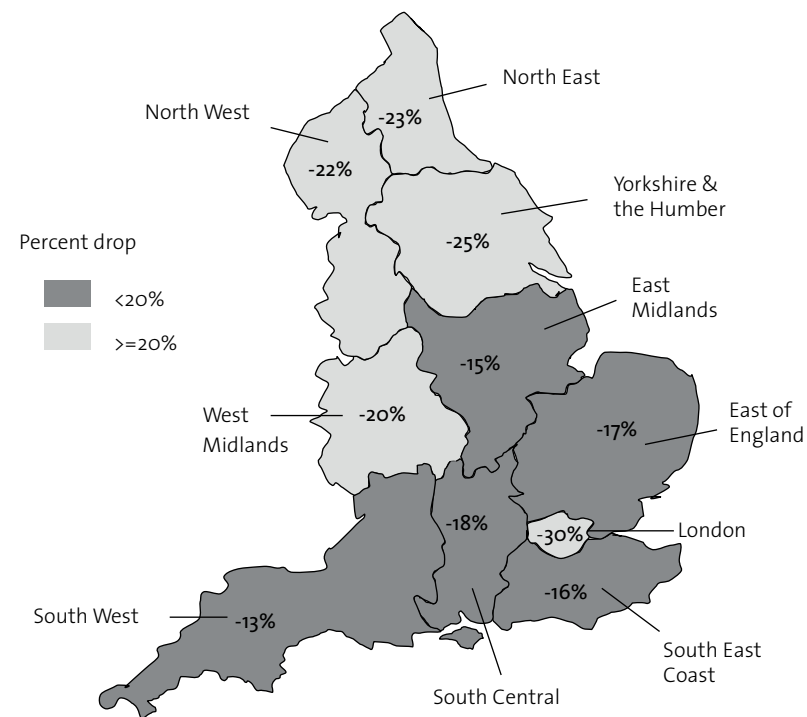 North East
North West
-23%
-22%
Yorkshire &
the Humber
-25%
Percent drop
<20%
>=20%
East
Midlands
-15%
West
Midlands
-20%
East of
England
-17%
-18%
-30%
London
-16%
South West
-13%
South East
Coast
South Central